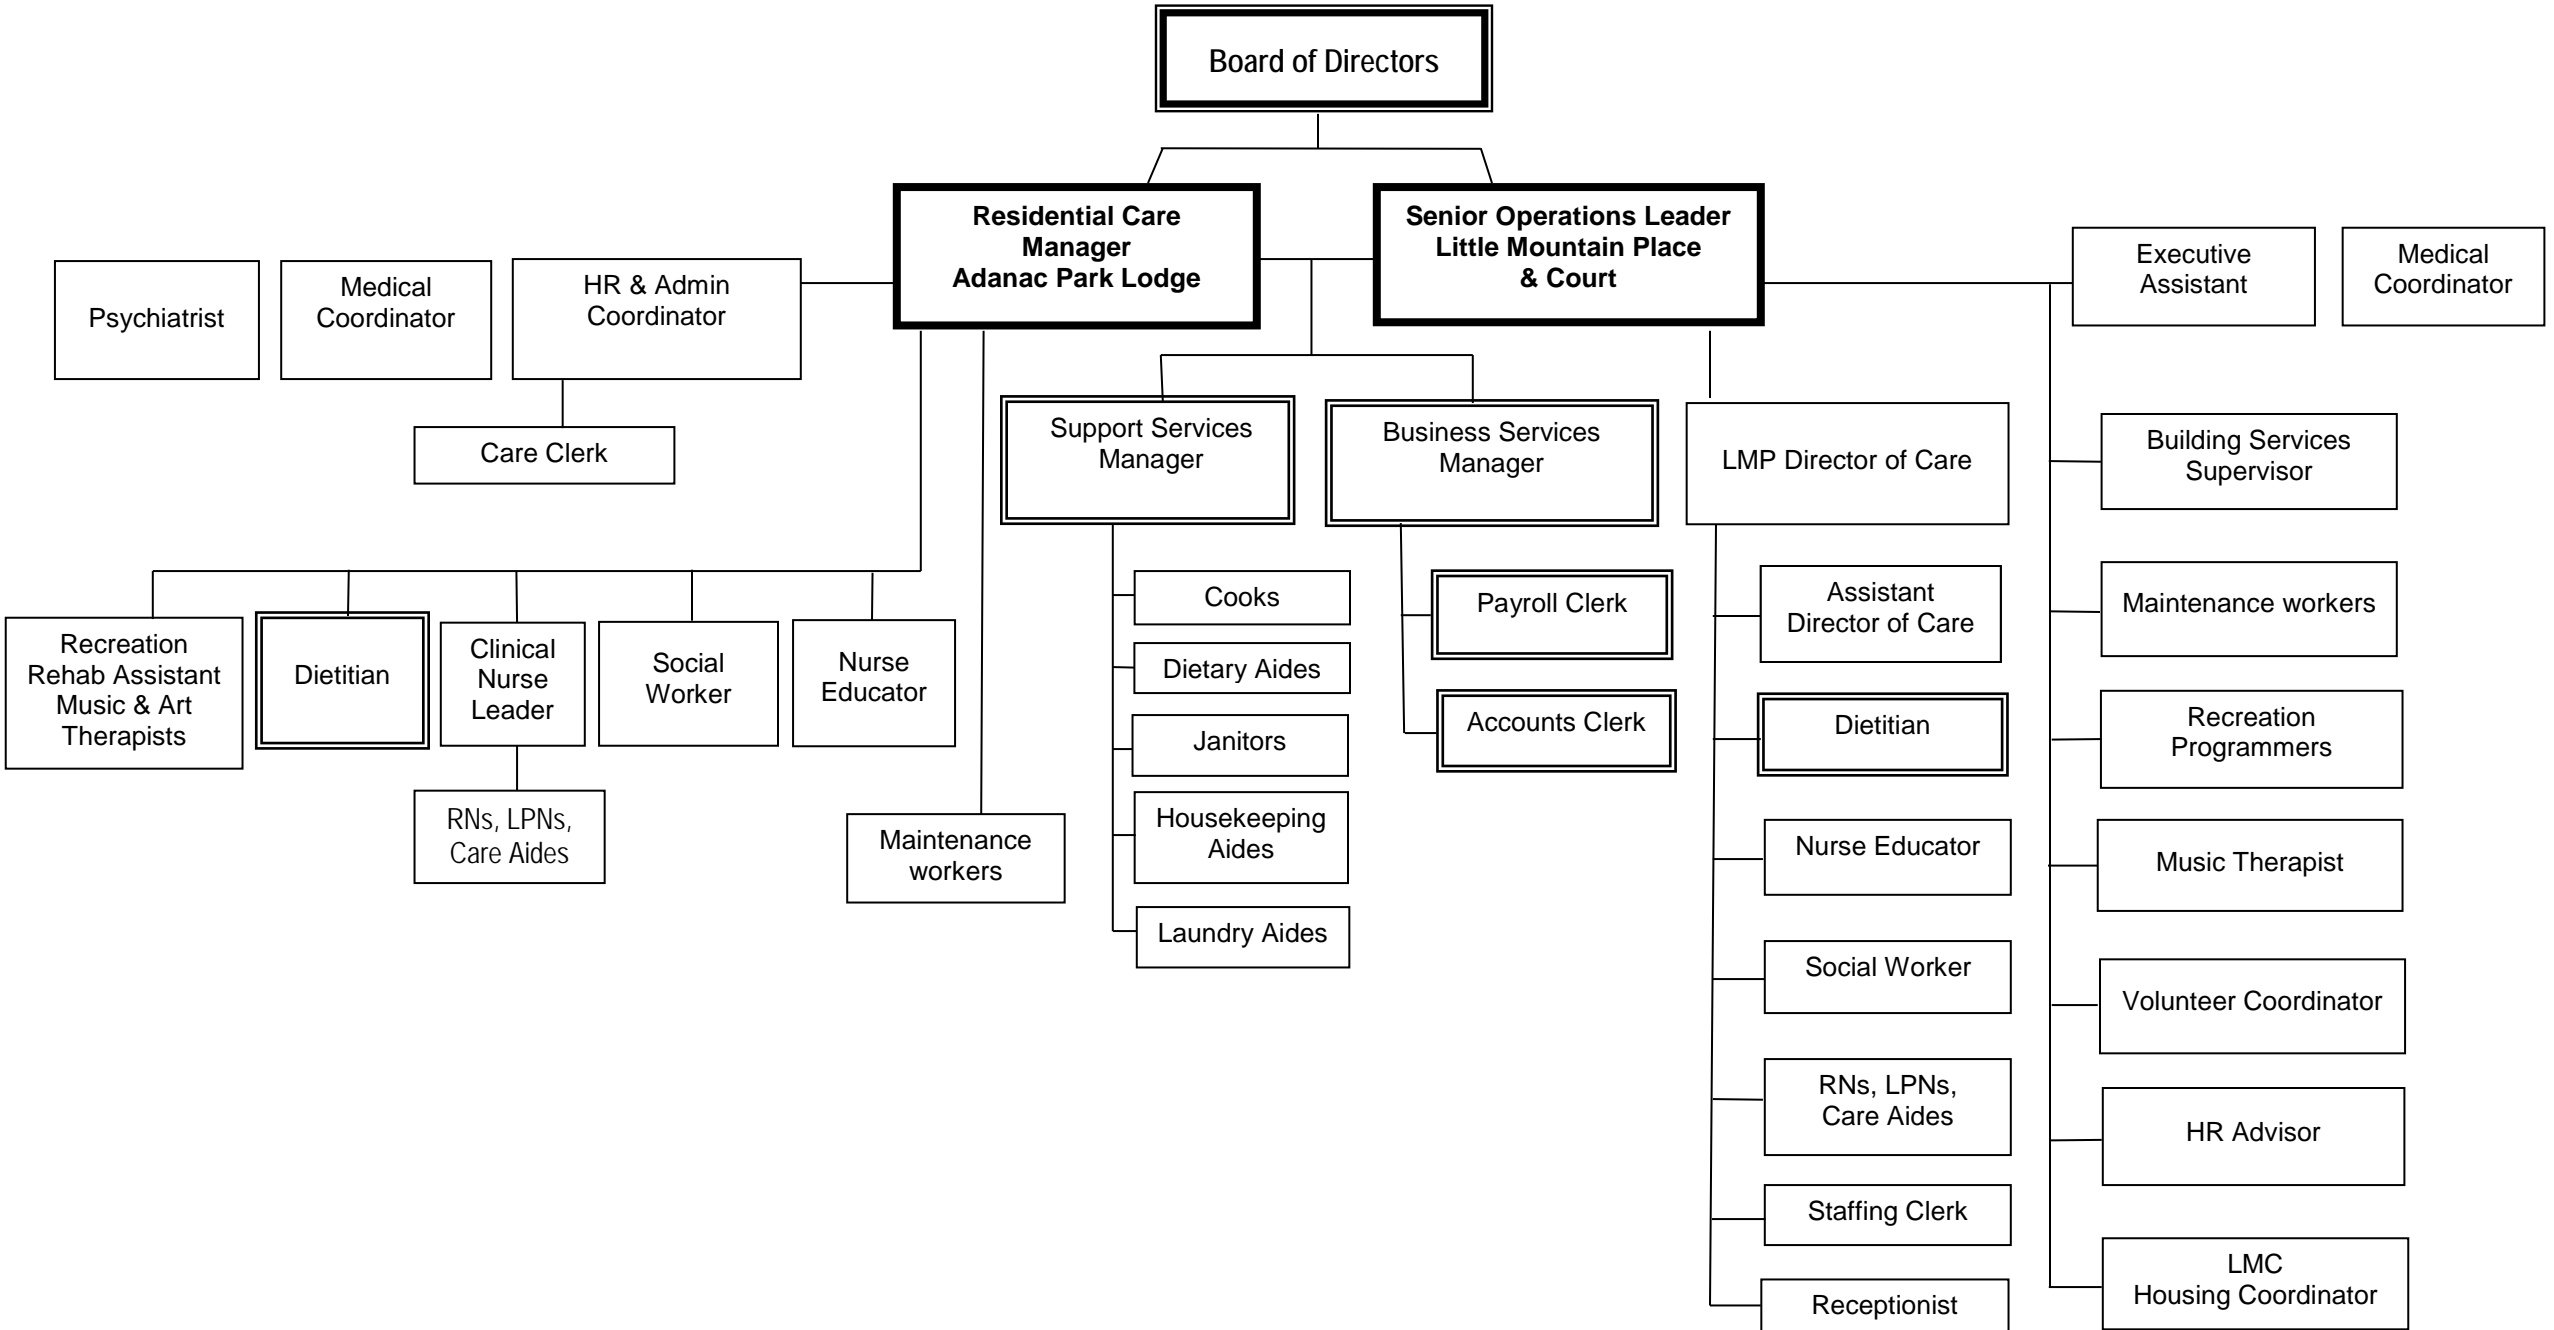 Board of Directors
Residential Care
Manager
Adanac Park Lodge
Senior Operations Leader
Little Mountain Place
& Court
Psychiatrist
Medical
Coordinator
HR & Admin
Coordinator
Executive
Assistant
Medical
Coordinator
Care Clerk
Support Services
Manager
Business Services
Manager
LMP Director of Care
Building Services
Supervisor
Recreation
Rehab Assistant
Music & Art
Therapists
Dietitian
Clinical
Nurse
Leader
Social
Worker
Nurse
Educator
RNs, LPNs,
Care Aides
Maintenance
workers
Cooks
Dietary Aides
Janitors
Housekeeping
Aides
Laundry Aides
Payroll Clerk
Accounts Clerk
Assistant
Director of Care
Dietitian
Nurse Educator
Social Worker
RNs, LPNs,
Care Aides
Staffing Clerk
Receptionist
Maintenance workers
Recreation
Programmers
Music Therapist
Volunteer Coordinator
HR Advisor
LMC
Housing Coordinator